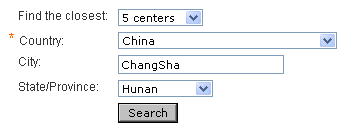 Find the closest: 5 centers
* Country: China
City: ChangSha
State/Province: Hunan
Search